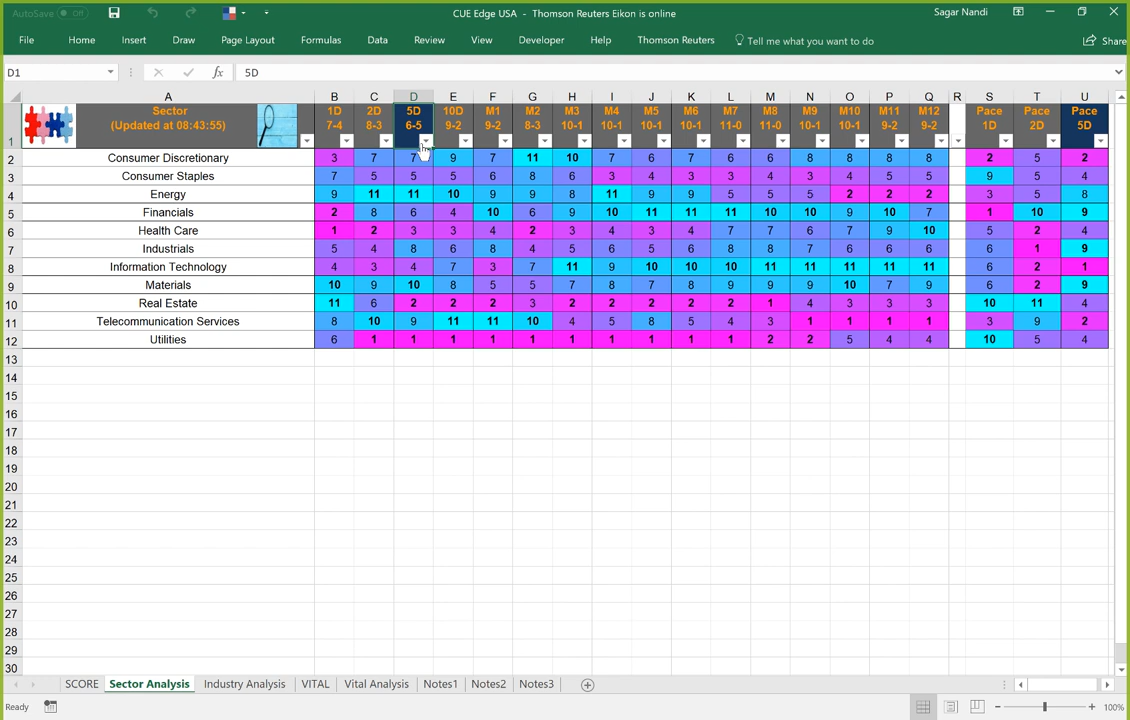 AutoSave Off CUE Edge USA - Thomson Reuters Eikon is online Sagar Nandi
File Home Insert Draw Page Layout Formulas Data Review View Developer Help Thomson Reuters Tell me what you want to do Share
D1 fx 5D
A B C D E F G H I J K L M N O P Q R S T U
Sector 1D 2D 5D 10D M1 M2 M3 M4 M5 M6 M7 M8 M9 M10 M11 M12 Pace Pace Pace
(Updated at 08:43:55) 7-4 8-3 6-5 9-2 9-2 8-3 10-1 10-1 10-1 10-1 11-0 11-0 10-1 10-1 9-2 9-2 1D 2D 5D
1
2 Consumer Discretionary 3 7 7 9 7 11 10 7 6 7 6 6 8 8 8 8 2 5 2
3 Consumer Staples 7 5 5 5 6 8 6 3 4 3 3 4 3 4 5 5 9 5 4
4 Energy 9 11 11 10 9 9 8 11 9 9 5 5 5 2 2 2 3 5 8
5 Financials 2 8 6 4 10 6 9 10 11 11 11 10 10 9 10 7 1 10 9
6 Health Care 1 2 3 3 4 2 3 4 3 4 7 7 6 7 9 10 5 2 4
7 Industrials 5 4 8 6 8 4 5 6 5 6 8 8 7 6 6 6 6 1 9
8 Information Technology 4 3 4 7 3 7 11 9 10 10 10 11 11 11 11 11 6 2 1
9 Materials 10 9 10 8 5 5 7 8 7 8 9 9 9 10 7 9 6 2 9
10 Real Estate 11 6 2 2 2 3 2 2 2 2 2 1 4 3 3 3 10 11 4
11 Telecommunication Services 8 10 9 11 11 10 4 5 8 5 4 3 1 1 1 1 3 9 2
12 Utilities 6 1 1 1 1 1 1 1 1 1 1 2 2 5 4 4 10 5 4
13
14
15
16
17
18
19
20
21
22
23
24
25
26
27
28
29
30
SCORE Sector Analysis Industry Analysis VITAL Vital Analysis Notes1 Notes2 Notes3
Ready 100%